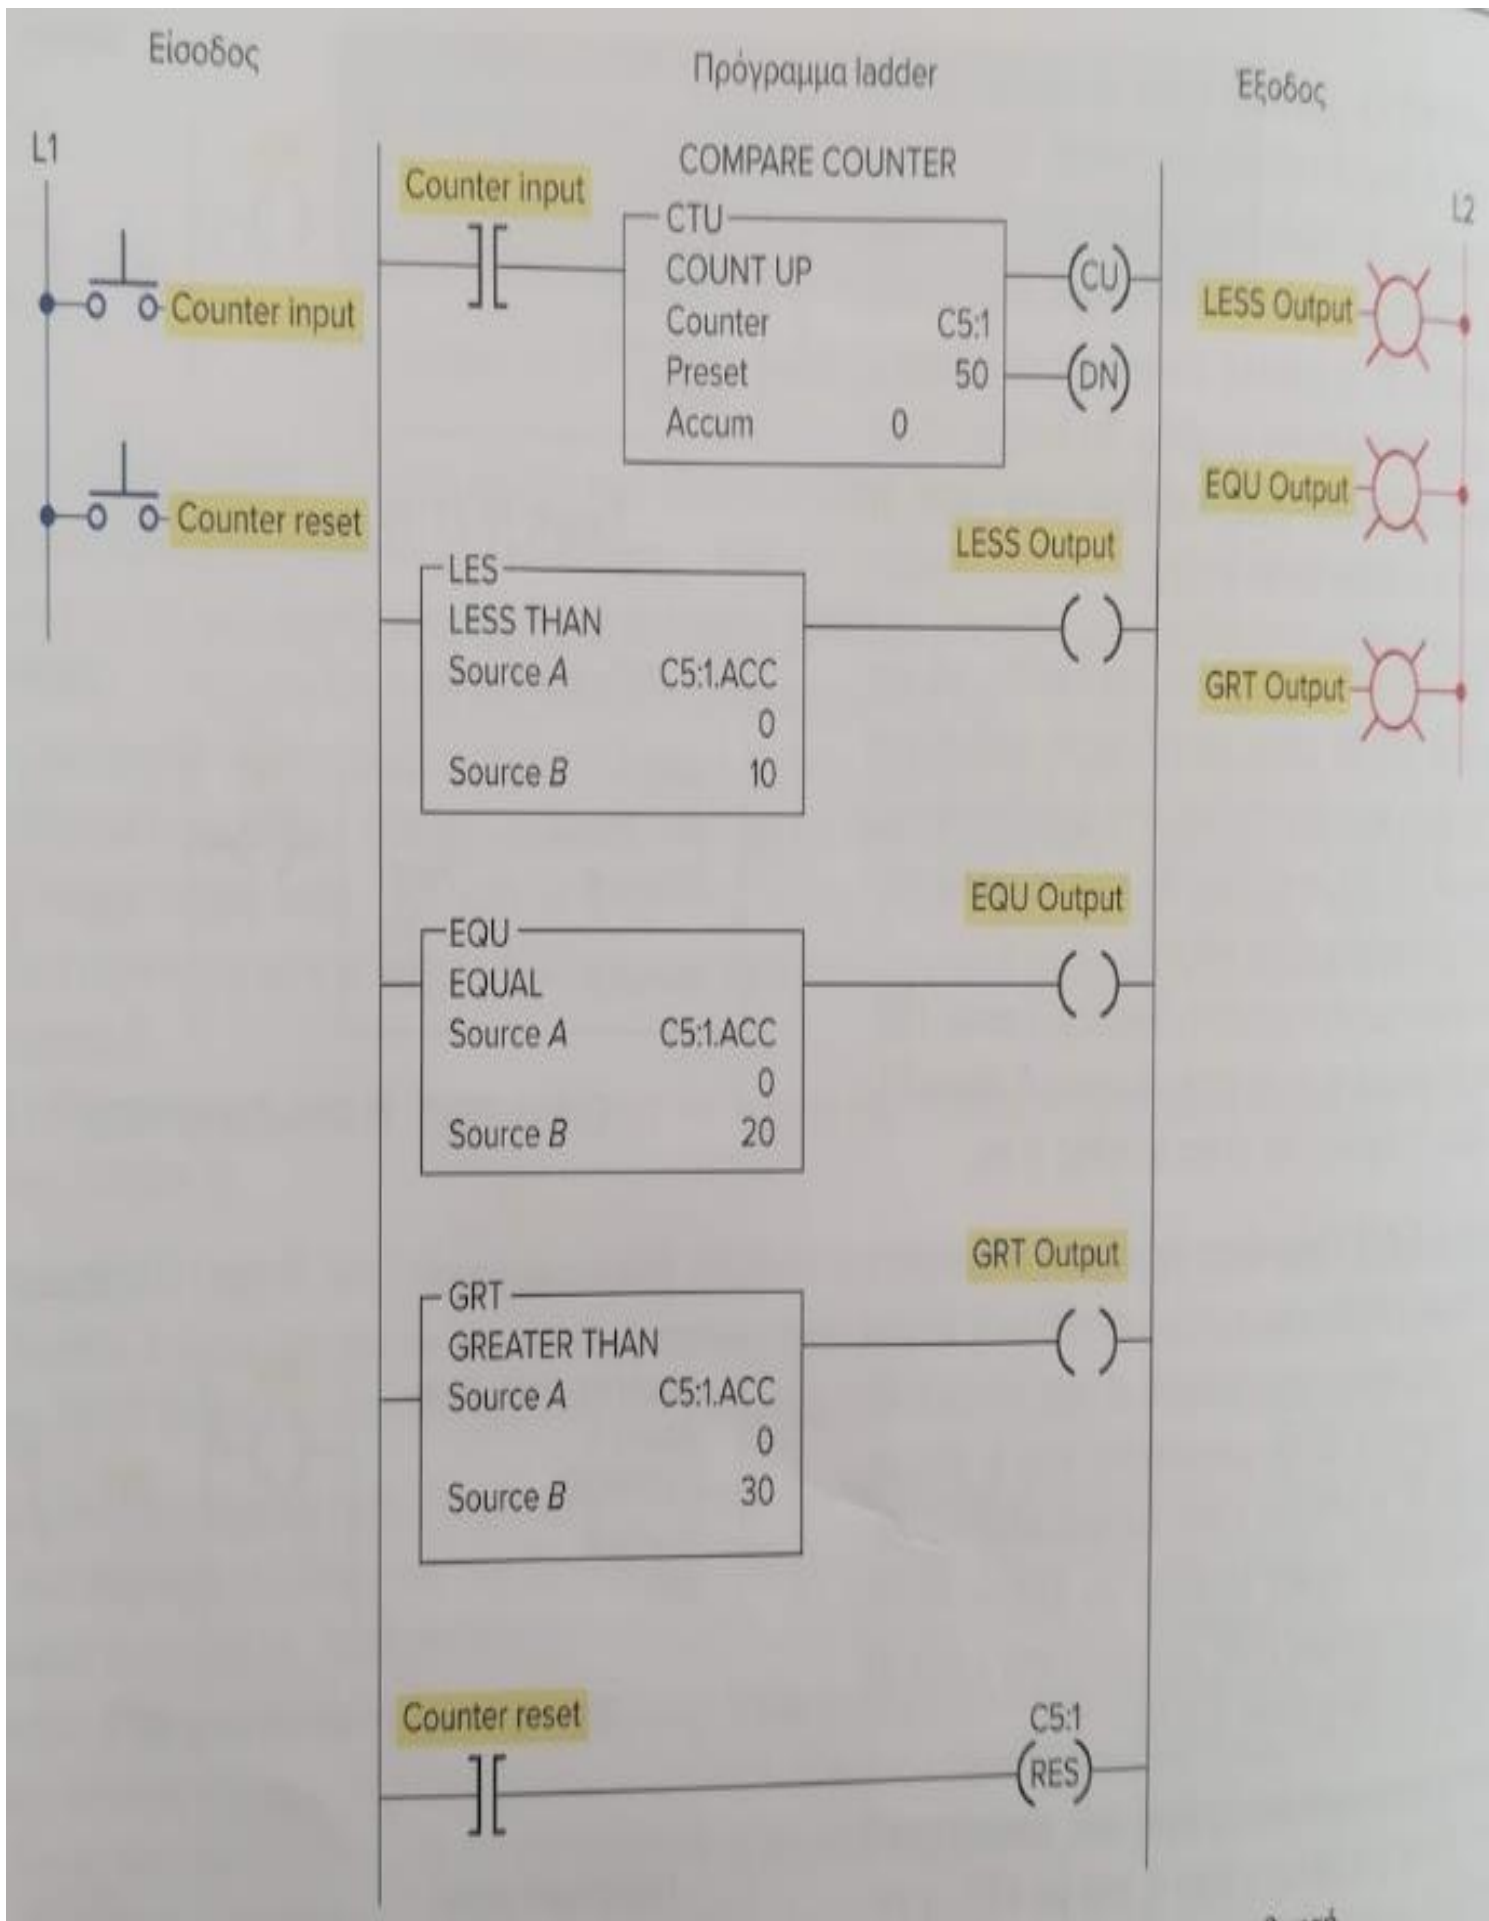 Είσοδος
Πρόγραμμα ladder
Έξοδος
L1
L2
Counter input
Counter reset
COMPARE COUNTER
Counter input
CTU
COUNT UP
Counter C5:1
Preset 50
Accum 0
(CU)
(DN)
LESS Output
EQU Output
GRT Output
LESS Output
LES
LESS THAN
Source A C5:1.ACC
0
Source B 10
EQU Output
EQU
EQUAL
Source A C5:1.ACC
0
Source B 20
GRT Output
GRT
GREATER THAN
Source A C5:1.ACC
0
Source B 30
Counter reset
C5:1
(RES)